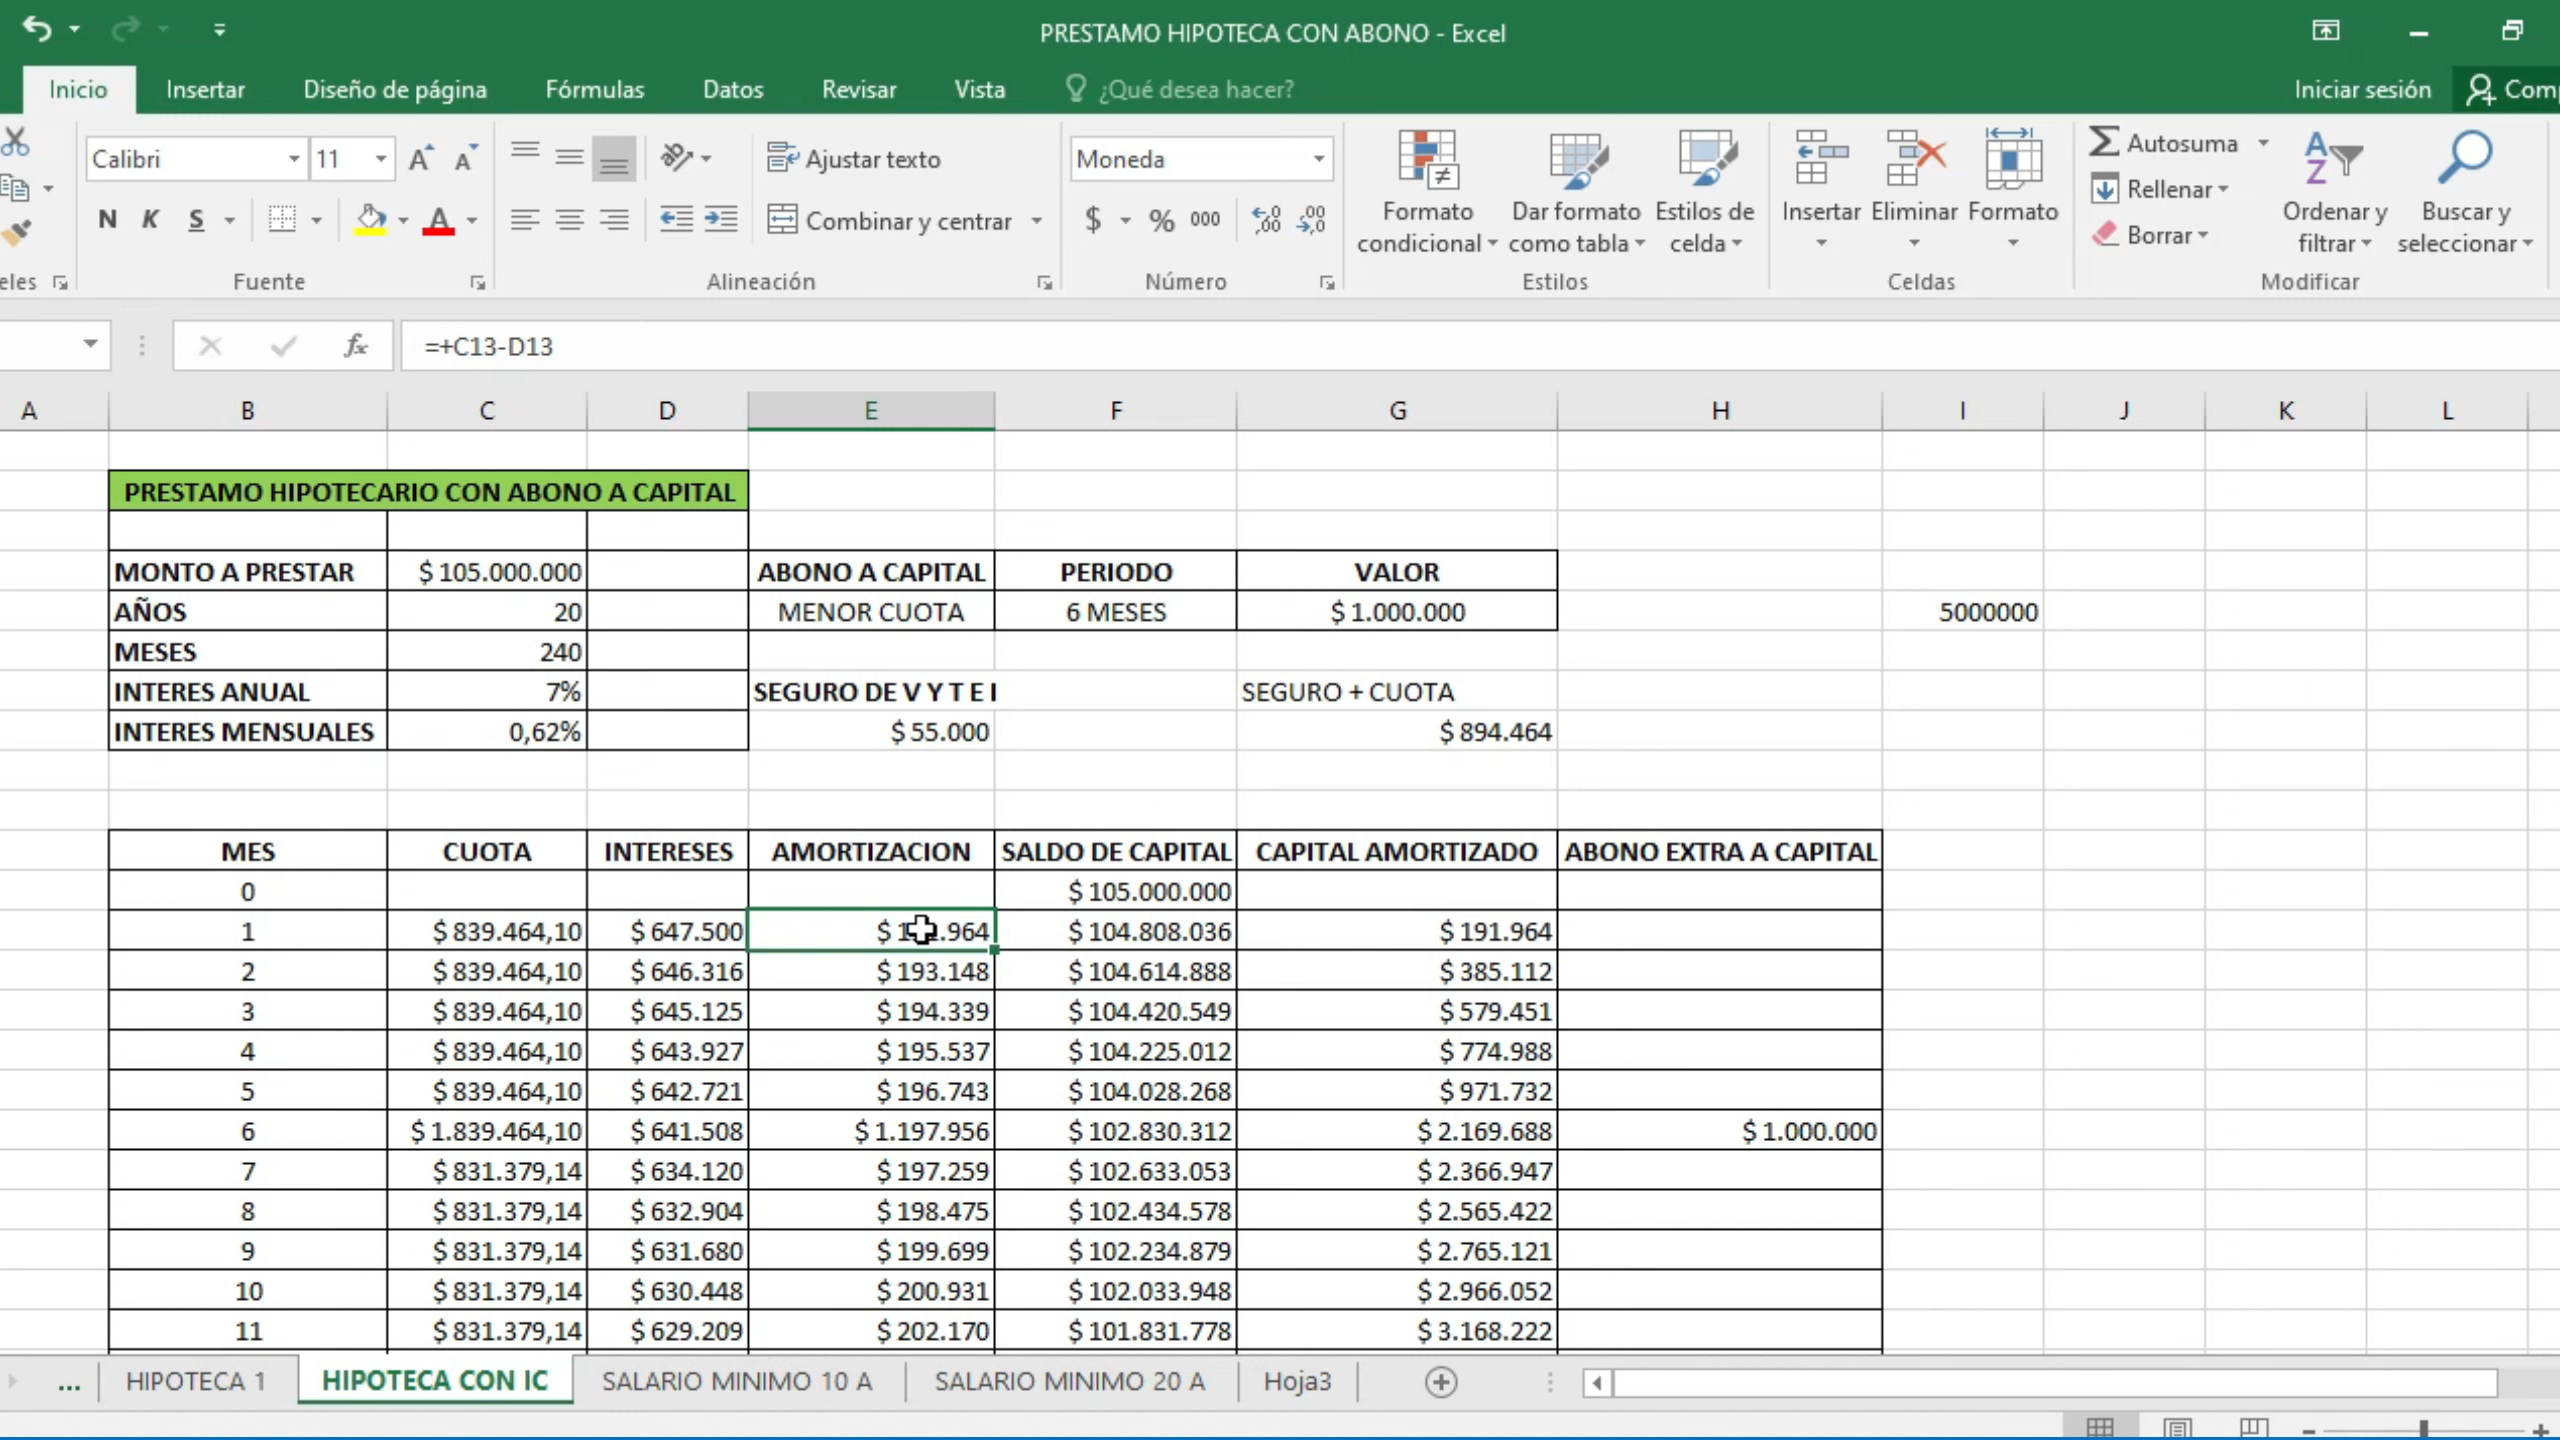 PRESTAMO HIPOTECA CON ABONO - Excel
Inicio Insertar Diseño de página Fórmulas Datos Revisar Vista ¿Qué desea hacer? Iniciar sesión Comp
Calibri 11 Ajustar texto Moneda Autosuma
Rellenar
N K S A Combinar y centrar $ % 000 Formato condicional Dar formato como tabla Estilos de celda Insertar Eliminar Formato Borrar Ordenar y filtrar Buscar y seleccionar
eles Fuente Alineación Número Estilos Celdas Modificar
fx =+C13-D13
A B C D E F G H I J K L
PRESTAMO HIPOTECARIO CON ABONO A CAPITAL
MONTO A PRESTAR $ 105.000.000 ABONO A CAPITAL PERIODO VALOR
AÑOS 20 MENOR CUOTA 6 MESES $ 1.000.000 5000000
MESES 240
INTERES ANUAL 7% SEGURO DE V Y T E I SEGURO + CUOTA
INTERES MENSUALES 0,62% $ 55.000 $ 894.464
MES CUOTA INTERESES AMORTIZACION SALDO DE CAPITAL CAPITAL AMORTIZADO ABONO EXTRA A CAPITAL
0 $ 105.000.000
1 $ 839.464,10 $ 647.500 $ 104.808.036 $ 191.964
2 $ 839.464,10 $ 646.316 $ 193.148 $ 104.614.888 $ 385.112
3 $ 839.464,10 $ 645.125 $ 194.339 $ 104.420.549 $ 579.451
4 $ 839.464,10 $ 643.927 $ 195.537 $ 104.225.012 $ 774.988
5 $ 839.464,10 $ 642.721 $ 196.743 $ 104.028.268 $ 971.732
6 $ 1.839.464,10 $ 641.508 $ 1.197.956 $ 102.830.312 $ 2.169.688 $ 1.000.000
7 $ 831.379,14 $ 634.120 $ 197.259 $ 102.633.053 $ 2.366.947
8 $ 831.379,14 $ 632.904 $ 198.475 $ 102.434.578 $ 2.565.422
9 $ 831.379,14 $ 631.680 $ 199.699 $ 102.234.879 $ 2.765.121
10 $ 831.379,14 $ 630.448 $ 200.931 $ 102.033.948 $ 2.966.052
11 $ 831.379,14 $ 629.209 $ 202.170 $ 101.831.778 $ 3.168.222
... HIPOTECA 1 HIPOTECA CON IC SALARIO MINIMO 10 A SALARIO MINIMO 20 A Hoja3